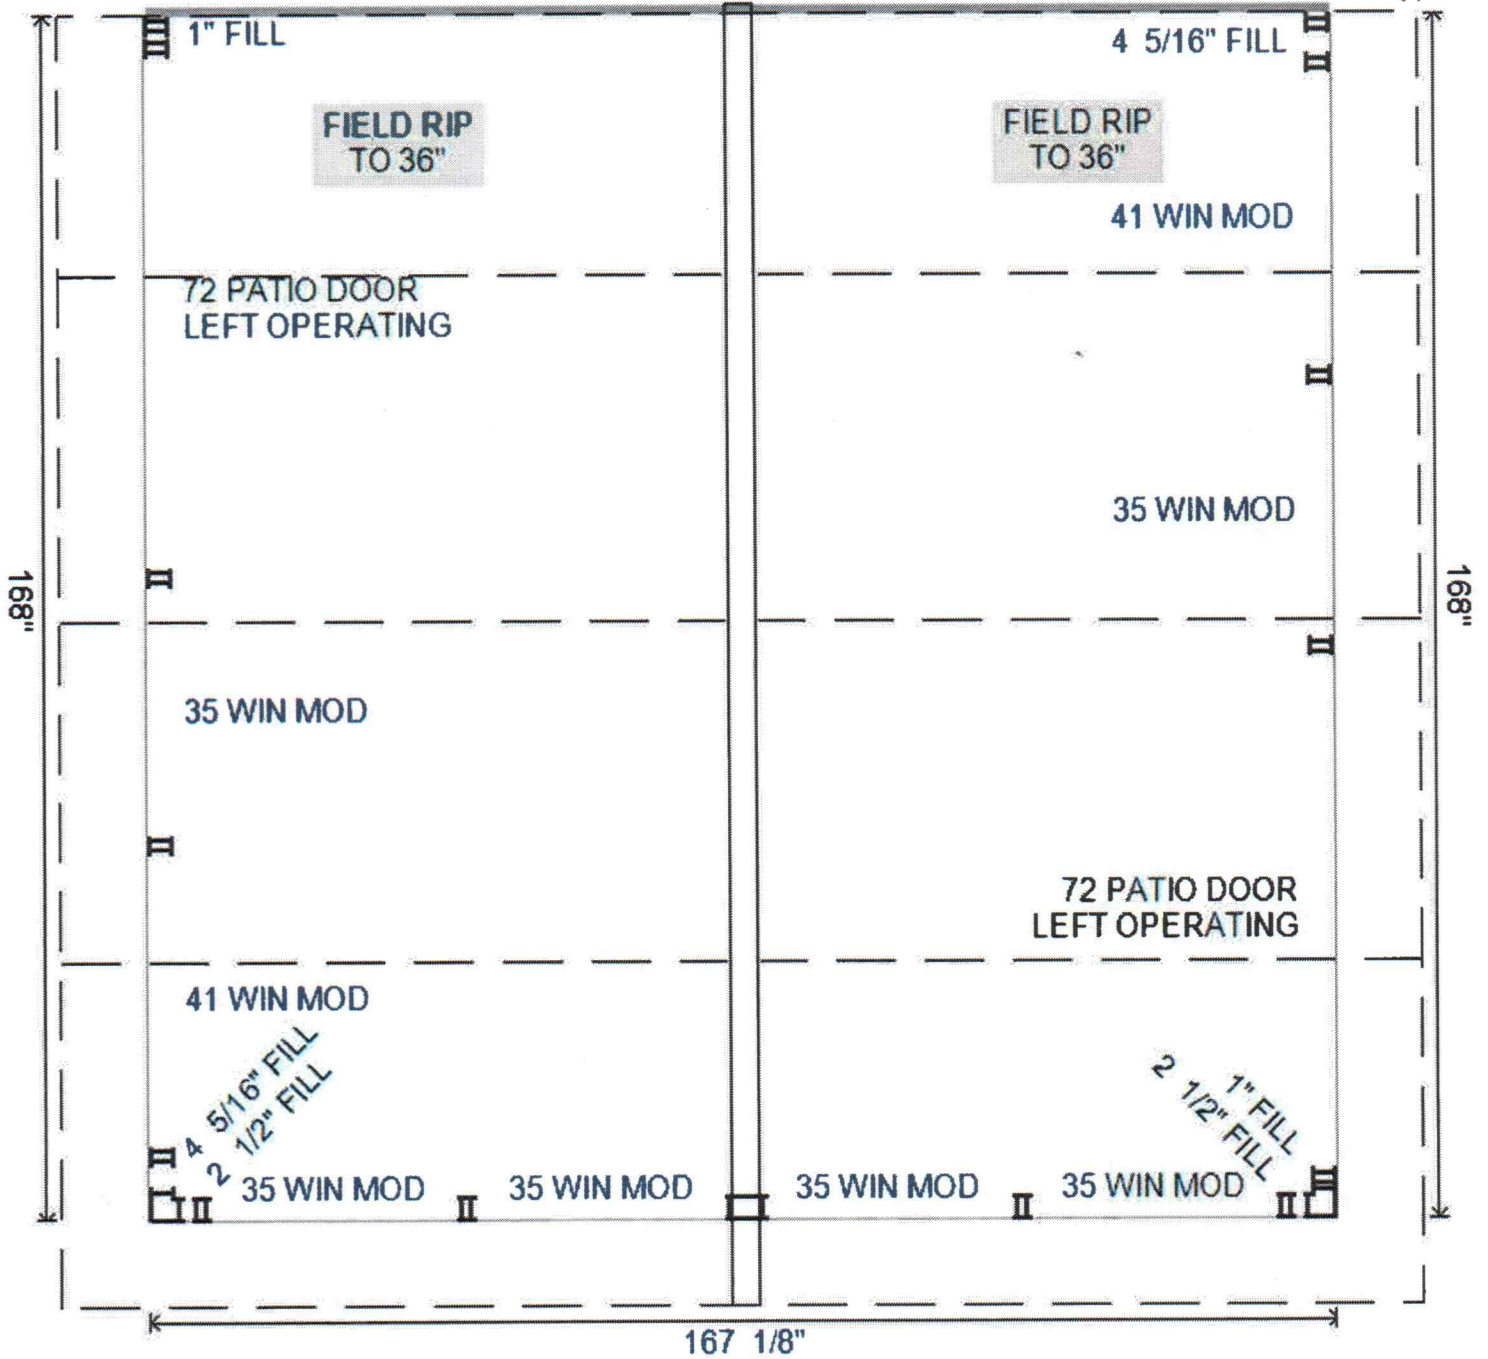 1" FILL
4 5/16" FILL
FIELD RIP
TO 36"
FIELD RIP
TO 36"
41 WIN MOD
72 PATIO DOOR
LEFT OPERATING
35 WIN MOD
168"
168"
35 WIN MOD
72 PATIO DOOR
LEFT OPERATING
41 WIN MOD
4 5/16" FILL
2 1/2" FILL
1" FILL
2 1/2" FILL
35 WIN MOD
35 WIN MOD
35 WIN MOD
35 WIN MOD
167 1/8"